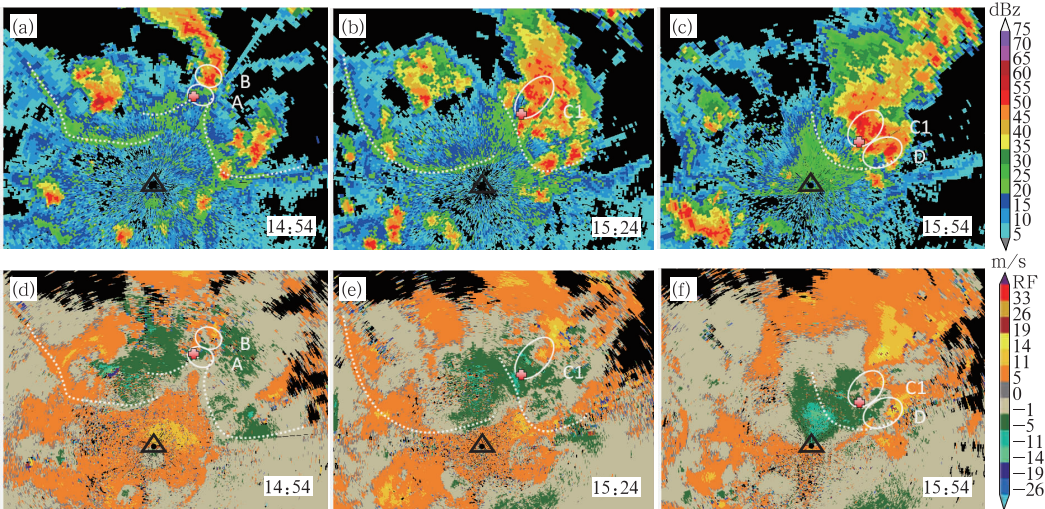 (a)
B
A
14:54
(b)
C1
15:24
(c)
C1
D
15:54
dBz
75
70
65
60
55
50
45
40
35
30
25
20
15
10
5
(d)
B
A
14:54
(e)
C1
15:24
(f)
C1
D
15:54
m/s
RF
33
26
19
14
11
5
0
−1
−5
−11
−14
−19
−26